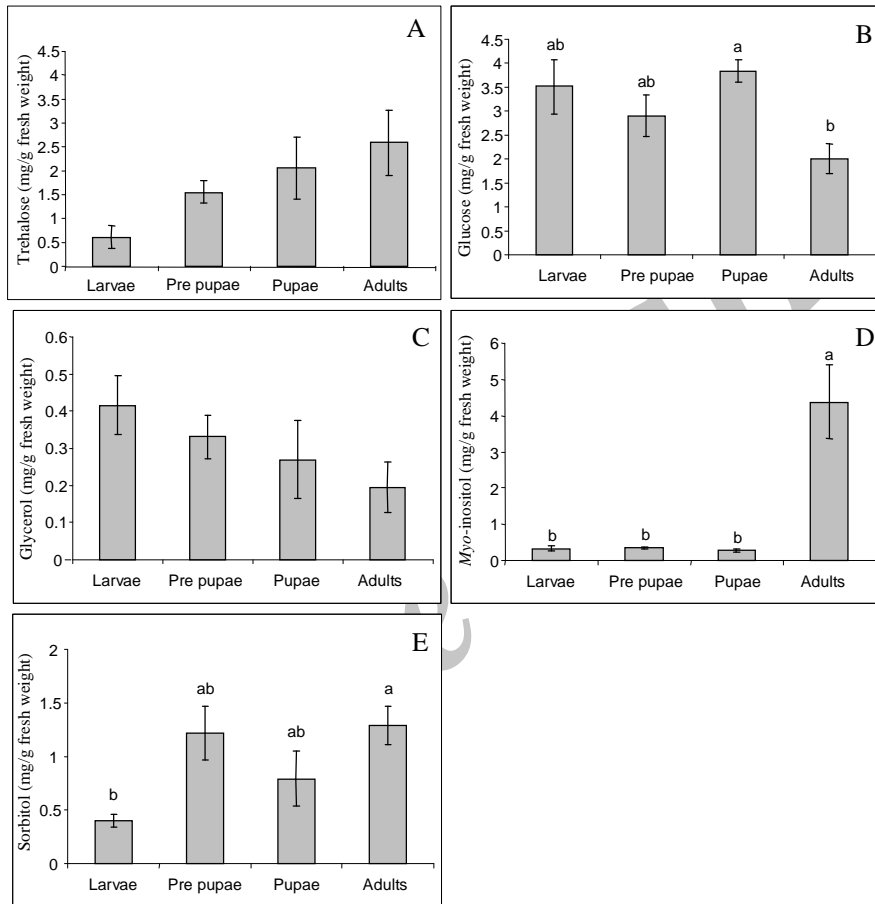 A
Trehalose (mg/g fresh weight)
4.5
4
3.5
3
2.5
2
1.5
1
0.5
0
Larvae Pre pupae Pupae Adults
B
Glucose (mg/g fresh weight)
4.5
4
3.5
3
2.5
2
1.5
1
0.5
0
ab ab a b
Larvae Pre pupae Pupae Adults
C
Glycerol (mg/g fresh weight)
0.6
0.5
0.4
0.3
0.2
0.1
0
Larvae Pre pupae Pupae Adults
D
Myo-inositol (mg/g fresh weight)
6
5
4
3
2
1
0
b b b a
Larvae Pre pupae Pupae Adults
E
Sorbitol (mg/g fresh weight)
2
1.5
1
0.5
0
b ab ab a
Larvae Pre pupae Pupae Adults